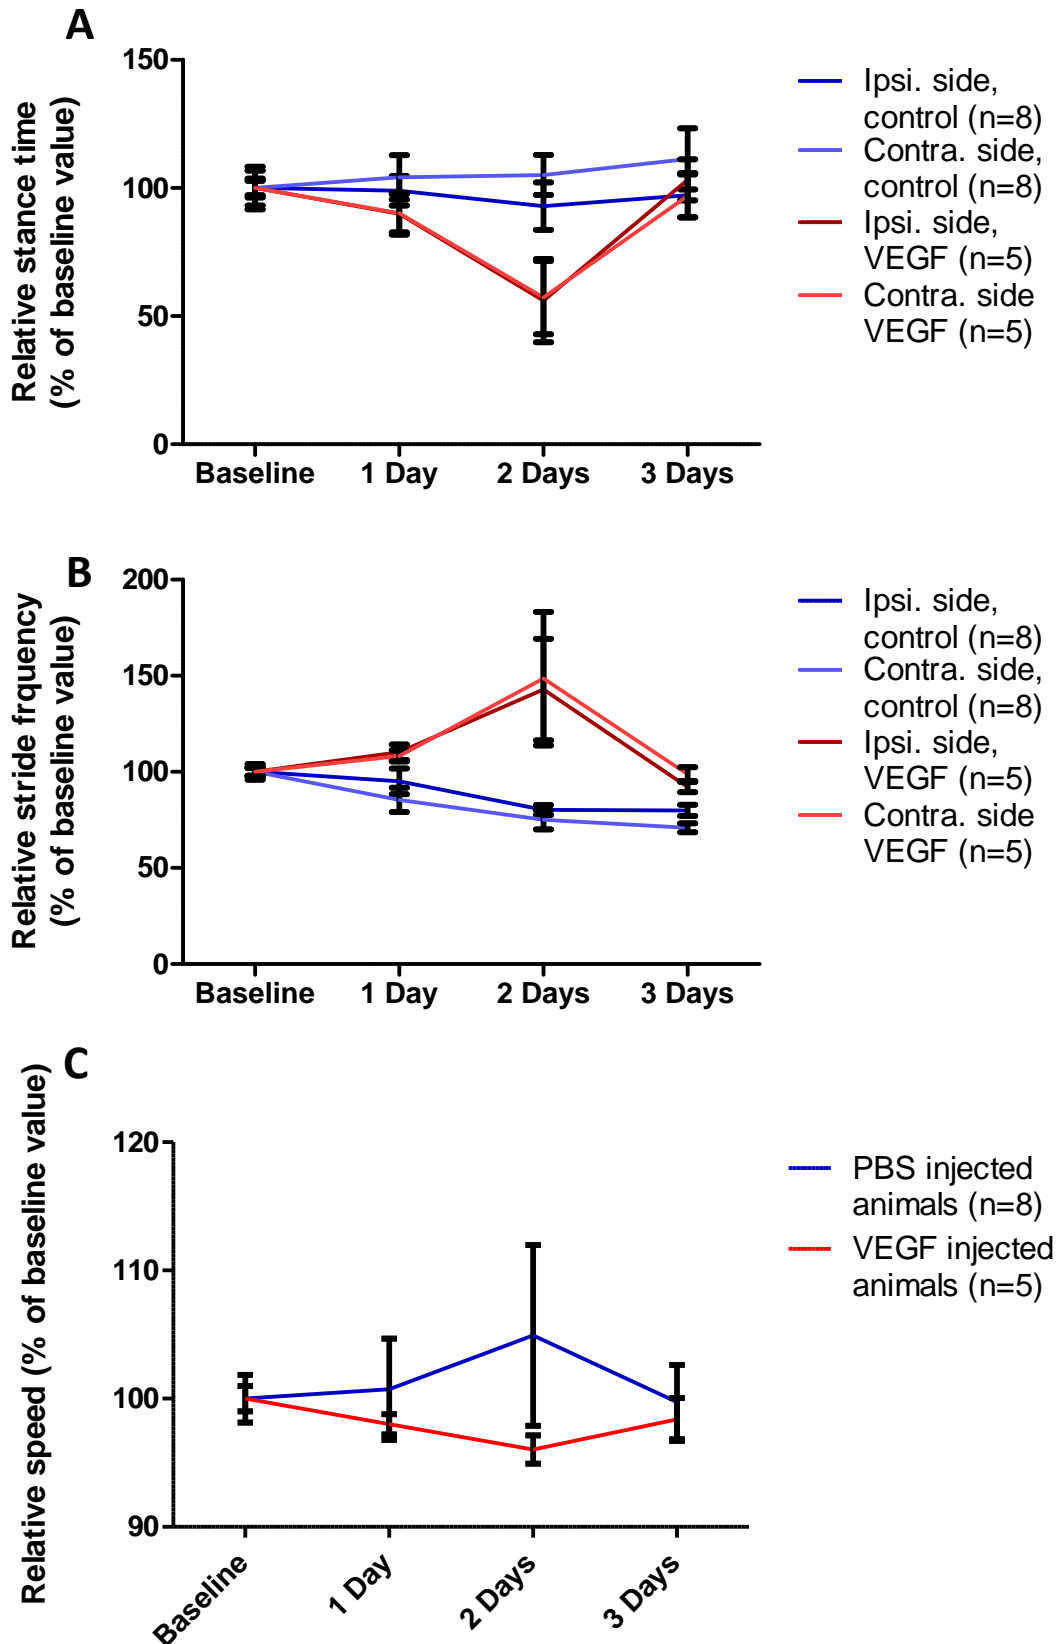 A
Relative stance time
(% of baseline value)
150
100
50
0
Baseline
1 Day
2 Days
3 Days
Ipsi. side,
control (n=8)
Contra. side,
control (n=8)
Ipsi. side,
VEGF (n=5)
Contra. side
VEGF (n=5)
B
Relative stride frquency
(% of baseline value)
200
150
100
50
0
Baseline
1 Day
2 Days
3 Days
Ipsi. side,
control (n=8)
Contra. side,
control (n=8)
Ipsi. side,
VEGF (n=5)
Contra. side
VEGF (n=5)
C
Relative speed (% of baseline value)
120
110
100
90
Baseline
1 Day
2 Days
3 Days
PBS injected
animals (n=8)
VEGF injected
animals (n=5)